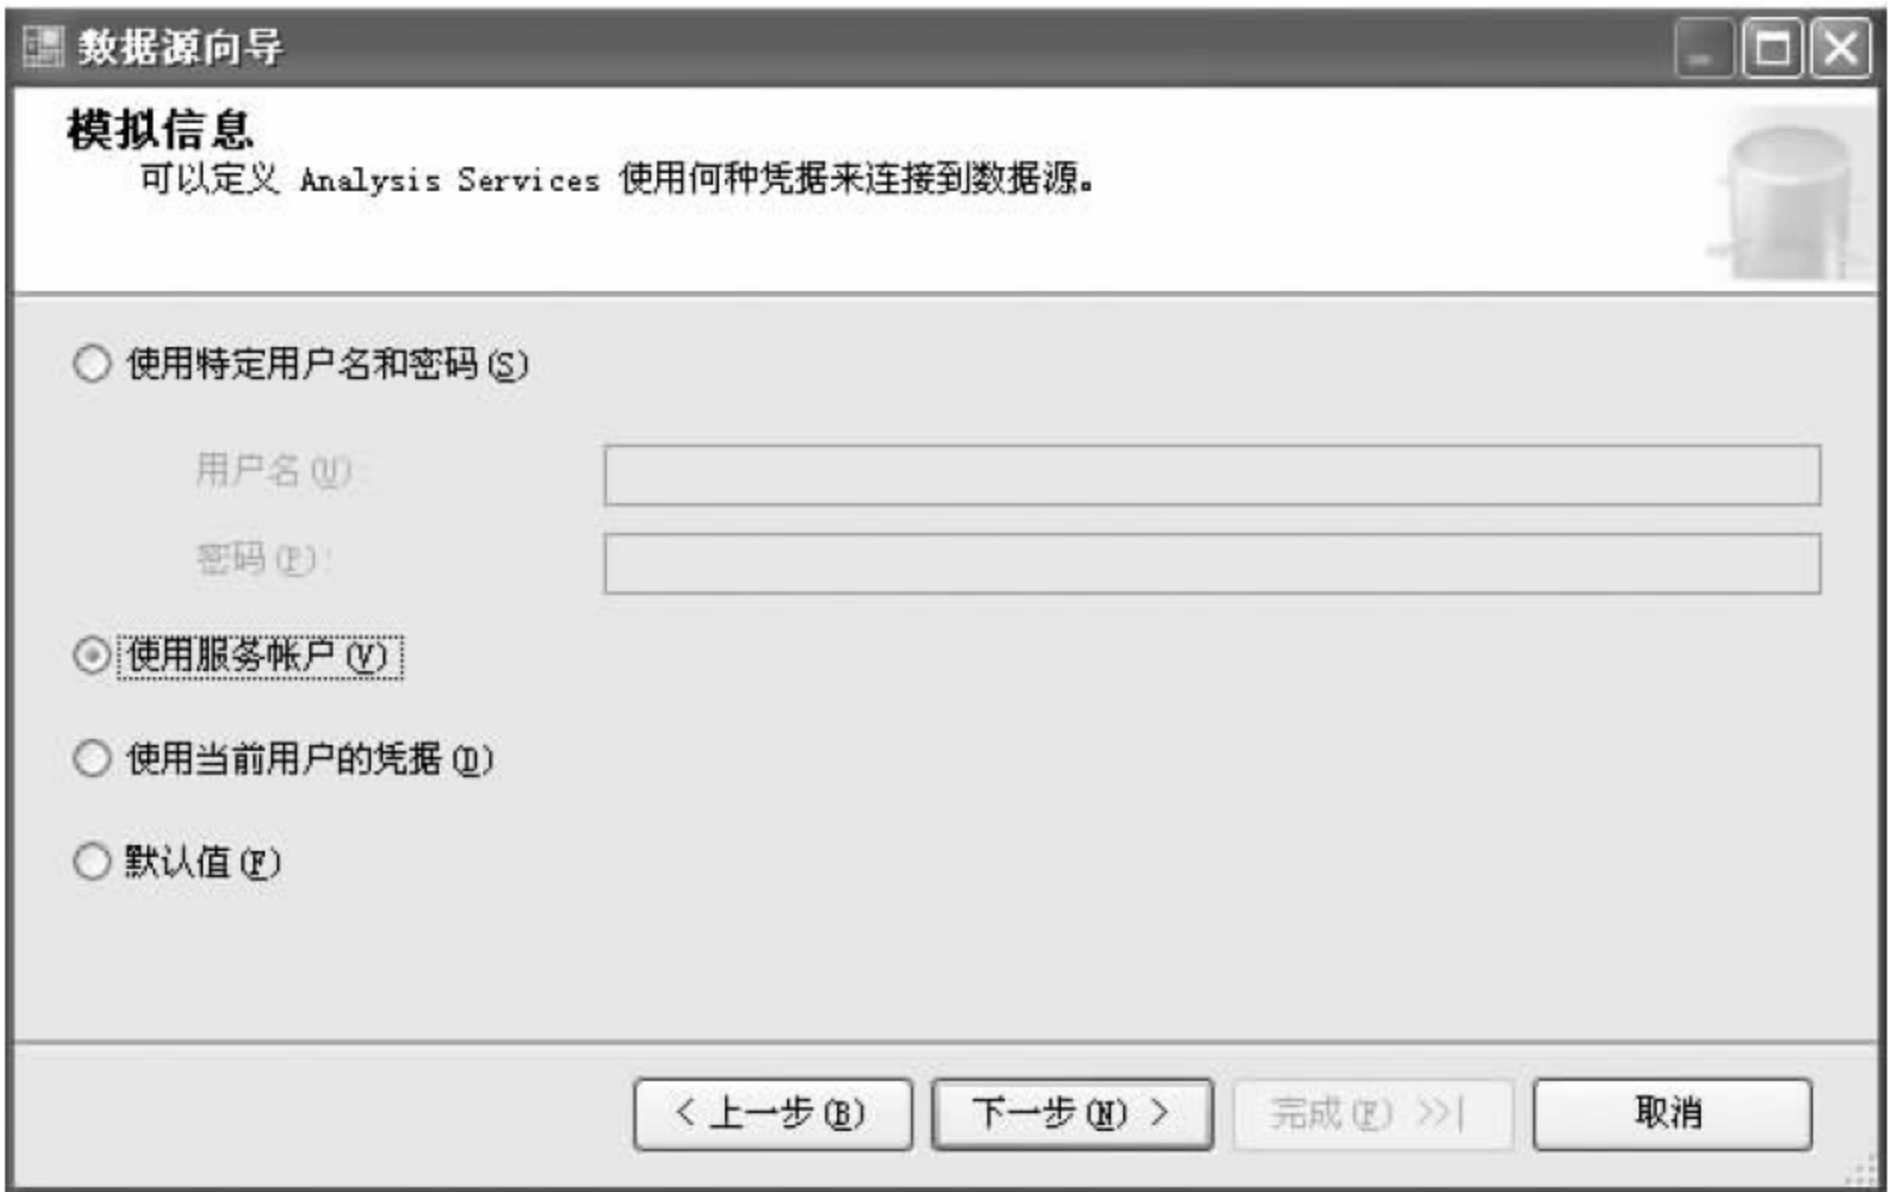 数据源向导
模拟信息
可以定义 Analysis Services 使用何种凭据来连接到数据源。
使用特定用户名和密码(S)
用户名(U):
密码(P):
使用服务帐户(V)
使用当前用户的凭据(D)
默认值(F)
< 上一步(B)
下一步(N) >
完成(F) >>|
取消